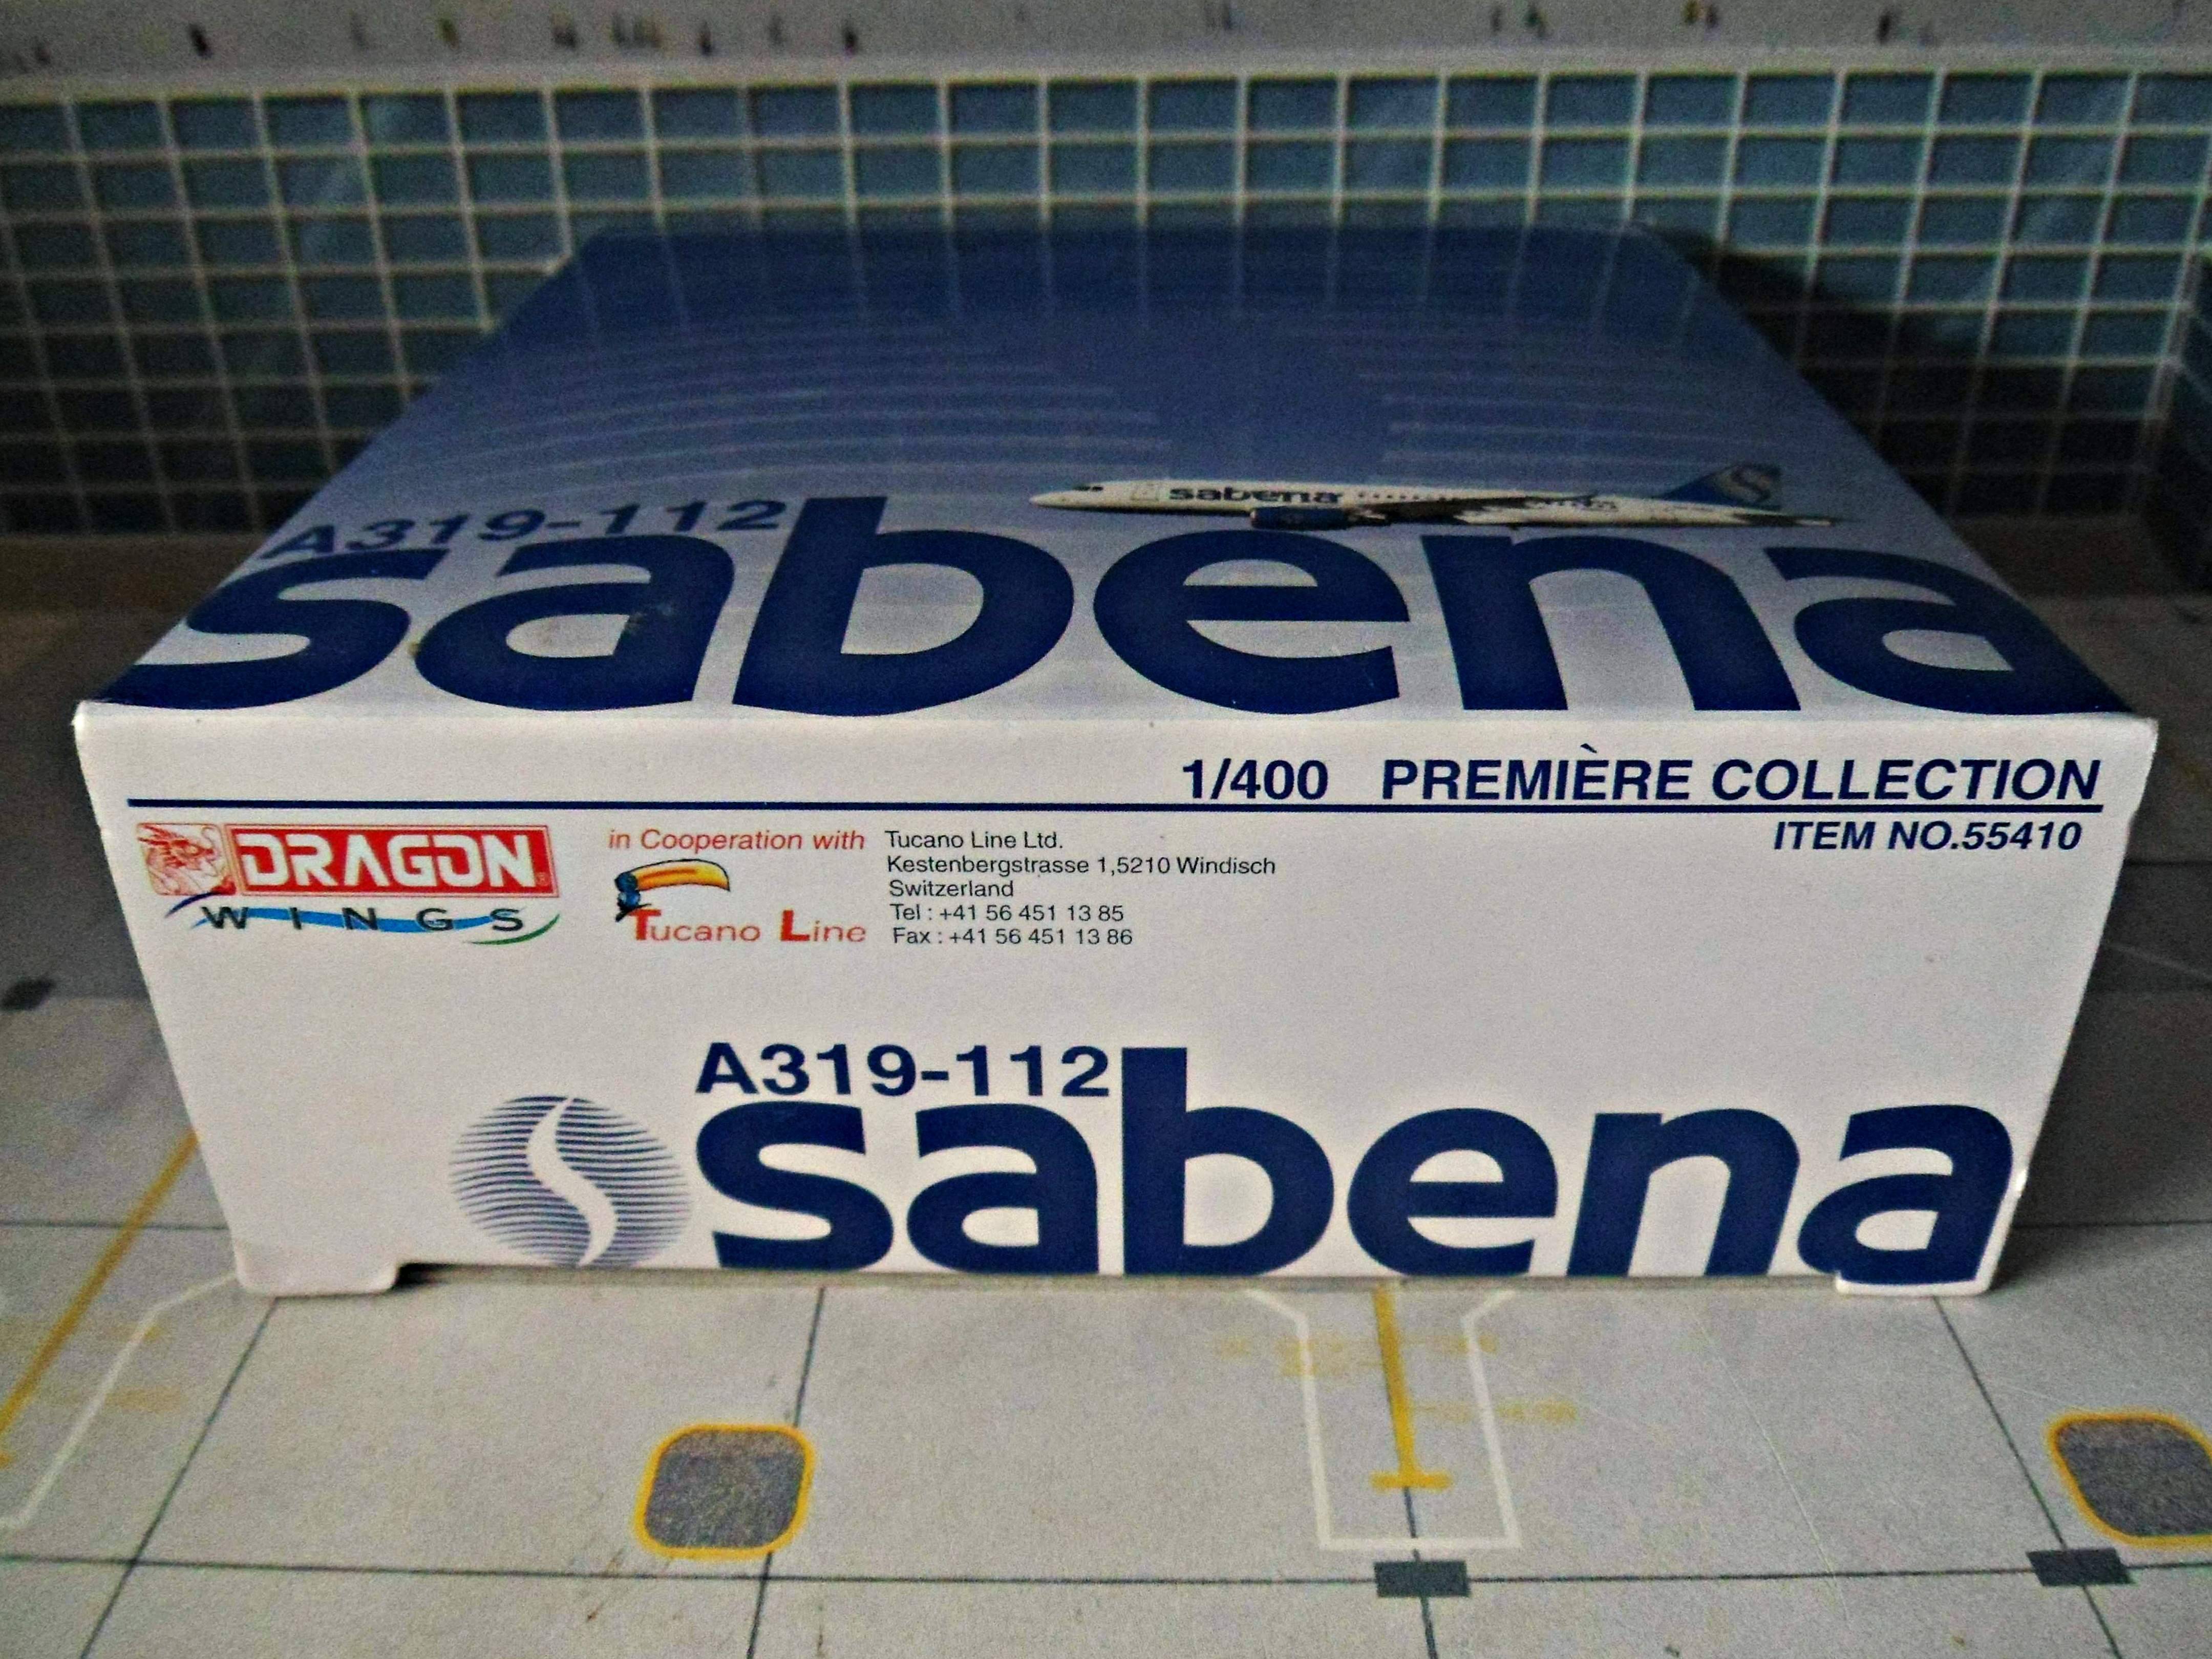 A319-112
sabena
sabena
1/400 PREMIÈRE COLLECTION
ITEM NO.55410
DRAGON
WINGS
in Cooperation with
Tucano Line
Tucano Line Ltd.
Kestenbergstrasse 1,5210 Windisch
Switzerland
Tel : +41 56 451 13 85
Fax : +41 56 451 13 86
A319-112
sabena